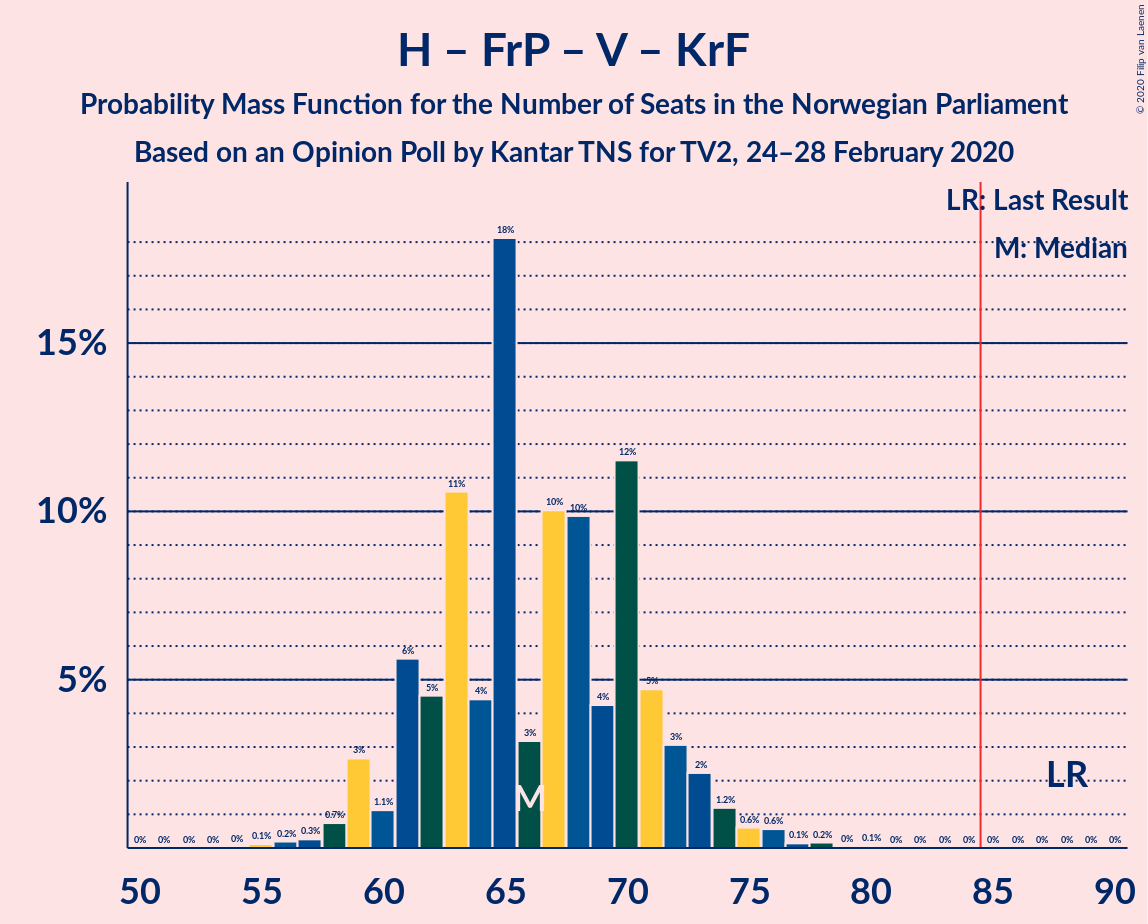 H – FrP – V – KrF
Probability Mass Function for the Number of Seats in the Norwegian Parliament
Based on an Opinion Poll by Kantar TNS for TV2, 24–28 February 2020
© 2020 Filip van Laenen
LR: Last Result
M: Median
15%
10%
5%
0% 0% 0% 0% 0% 0.1% 0.2% 0.3% 0.7% 3% 1.1% 6% 5% 11% 4% 18% 3% 10% 10% 4% 12% 5% 3% 2% 1.2% 0.6% 0.6% 0.1% 0.2% 0% 0.1% 0% 0% 0% 0% 0% 0% 0% 0% 0% 0%
M
LR
50 55 60 65 70 75 80 85 90